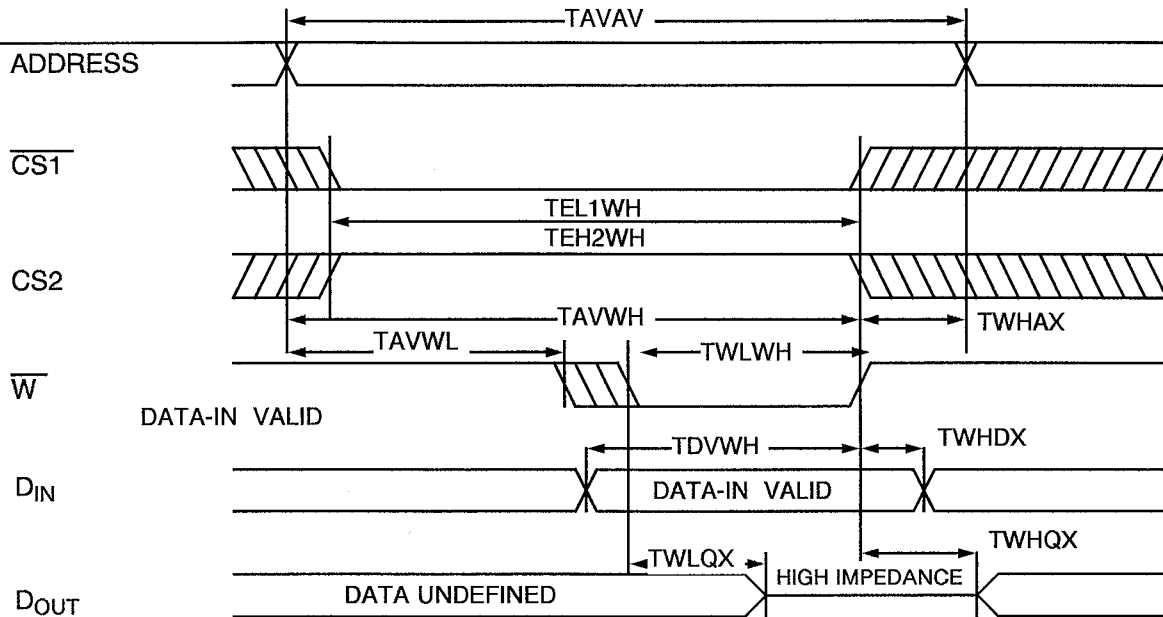 TAVAV
ADDRESS
CS1
TEL1WH
TEH2WH
CS2
TAVWH
TWHAX
TAVWL
TWLWH
W
DATA-IN VALID
TDVWH
TWHDX
DIN
DATA-IN VALID
TWLQX
HIGH IMPEDANCE
TWHQX
DOUT
DATA UNDEFINED